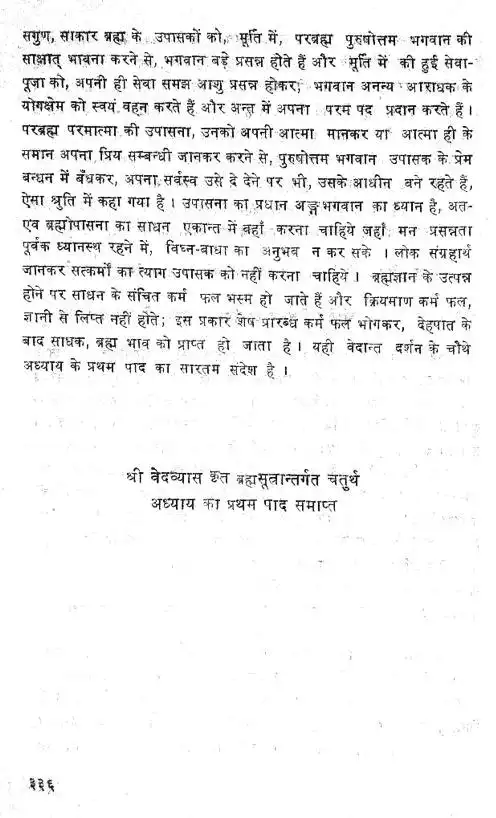 सगुण, साकार ब्रह्म के उपासकों को, मूर्ति में, परब्रह्म पुरुषोत्तम भगवान की
साक्षात् भावना करने से, भगवान बड़े प्रसन्न होते हैं और मूर्ति में की हुई सेवा-
पूजा को, अपनी ही सेवा समझ आशु प्रसन्न होकर, भगवान अनन्य आराधक के
योगक्षेम को स्वयं वहन करते हैं और अन्त में अपना परम पद प्रदान करते हैं ।
परब्रह्म परमात्मा की उपासना, उनको अपनी आत्मा मानकर या आत्मा ही के
समान अपना प्रिय सम्बन्धी जानकर करने से, पुरुषोत्तम भगवान उपासक के प्रेम
बन्धन में बँधकर, अपना सर्वस्व उसे दे देने पर भी, उसके आधीन बने रहते हैं,
ऐसा श्रुति में कहा गया है । उपासना का प्रधान अङ्ग भगवान का ध्यान है, अत-
एव ब्रह्मोपासना का साधन एकान्त में वहाँ करना चाहिये जहाँ मन प्रसन्नता
पूर्वक ध्यानस्थ रहने में, विघ्न-बाधा का अनुभव न कर सके । लोक संग्रहार्थ
जानकर सत्कर्मों का त्याग उपासक को नहीं करना चाहिये । ब्रह्मज्ञान के उत्पन्न
होने पर साधन के संचित कर्म फल भस्म हो जाते हैं और क्रियमाण कर्म फल,
ज्ञानी से लिप्त नहीं होते; इस प्रकार शेष प्रारब्ध कर्म फल भोगकर, देहपात के
बाद साधक, ब्रह्म भाव को प्राप्त हो जाता है । यही वेदान्त दर्शन के चौथे
अध्याय के प्रथम पाद का सारतम संदेश है ।
श्री वेदव्यास कृत ब्रह्मसूत्रान्तर्गत चतुर्थ
अध्याय का प्रथम पाद समाप्त
३३६